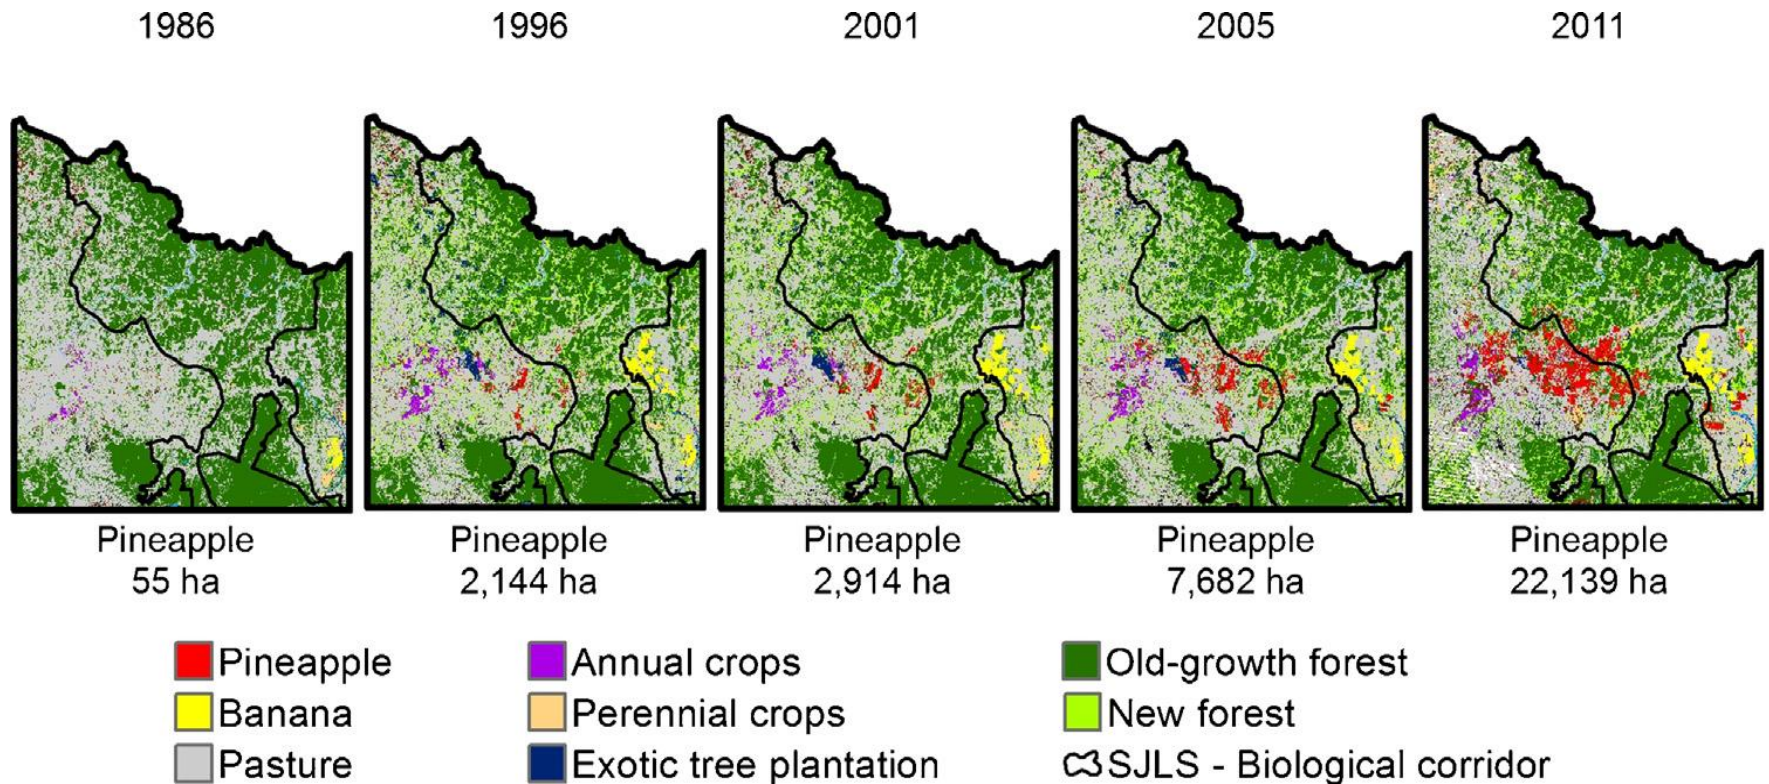 1986 1996 2001 2005 2011
Pineapple Pineapple Pineapple Pineapple Pineapple
55 ha 2,144 ha 2,914 ha 7,682 ha 22,139 ha
Pineapple Annual crops Old-growth forest
Banana Perennial crops New forest
Pasture Exotic tree plantation SJLS - Biological corridor